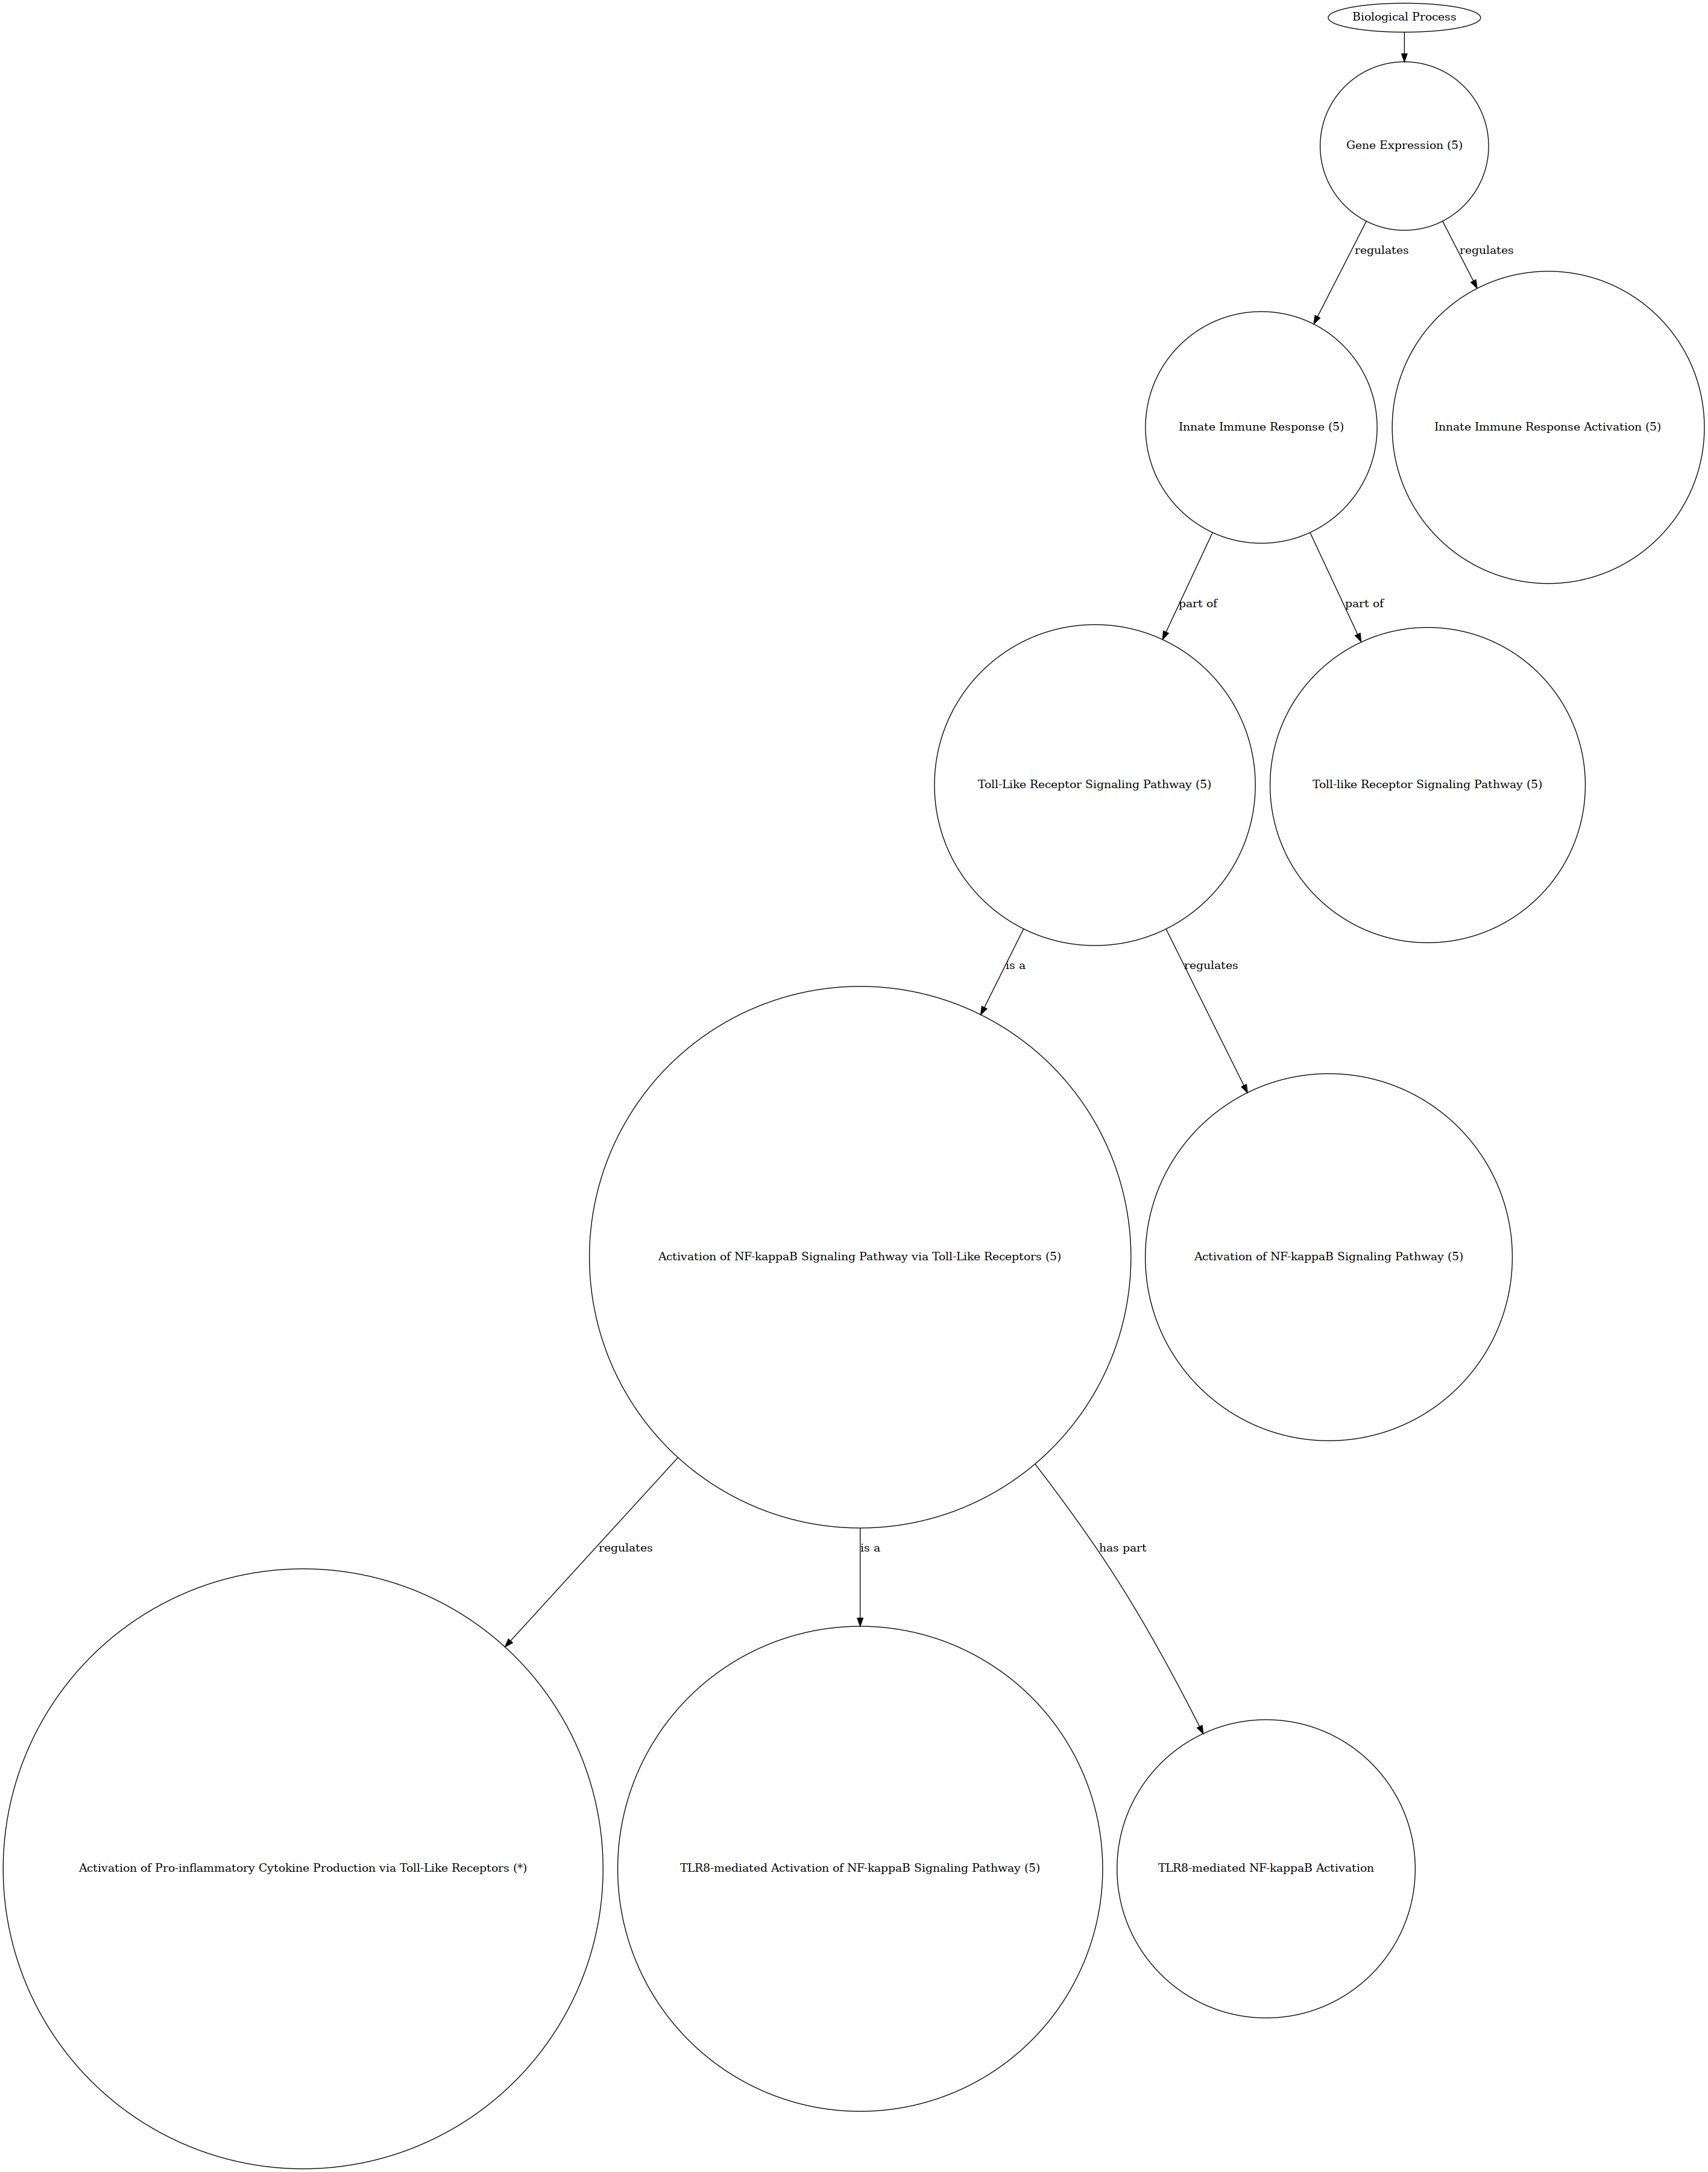 Biological Process
Gene Expression (5)
regulates
regulates
Innate Immune Response (5)
Innate Immune Response Activation (5)
part of
part of
Toll-Like Receptor Signaling Pathway (5)
Toll-like Receptor Signaling Pathway (5)
is a
regulates
Activation of NF-kappaB Signaling Pathway via Toll-Like Receptors (5)
Activation of NF-kappaB Signaling Pathway (5)
regulates
is a
has part
Activation of Pro-inflammatory Cytokine Production via Toll-Like Receptors (*)
TLR8-mediated Activation of NF-kappaB Signaling Pathway (5)
TLR8-mediated NF-kappaB Activation